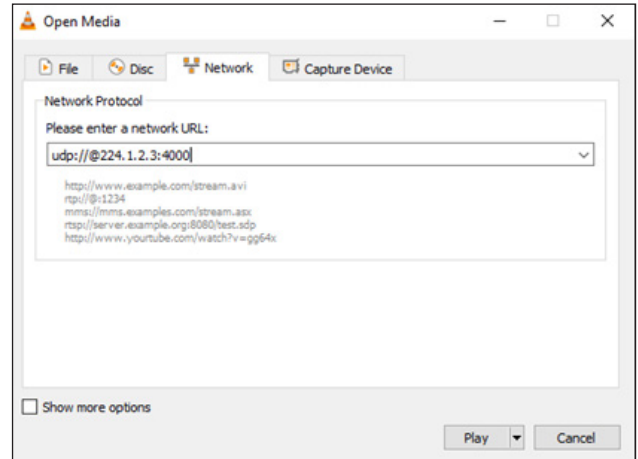 Open Media
File Disc Network Capture Device
Network Protocol
Please enter a network URL:
udp://@224.1.2.3:4000
http://www.example.com/stream.avi
rtp://@:1234
mms://mms.examples.com/stream.asx
rtsp://server.example.org:8080/test.sdp
http://www.yourtube.com/watch?v=gg64x
Show more options
Play Cancel